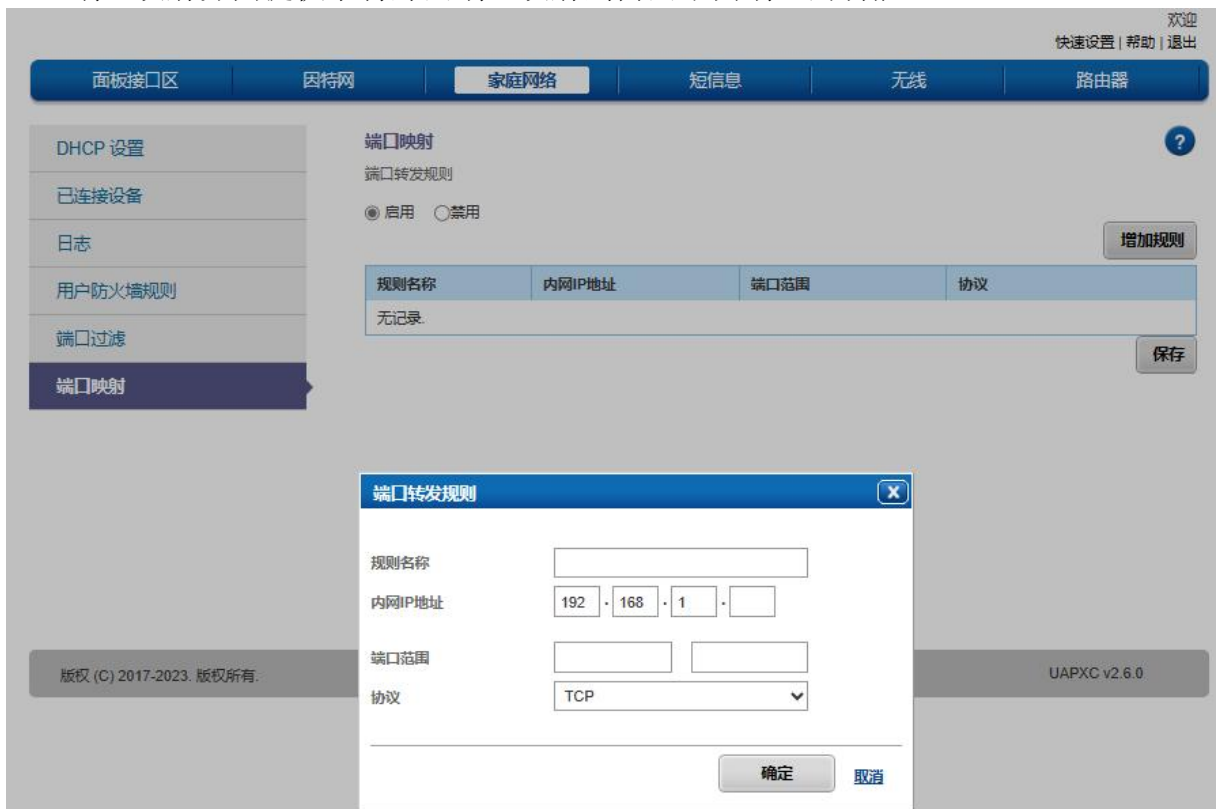 欢迎
快速设置 | 帮助 | 退出
面板接口区 因特网 家庭网络 短信息 无线 路由器
DHCP 设置
已连接设备
日志
用户防火墙规则
端口过滤
端口映射
端口映射
?
端口转发规则
启用 禁用
增加规则
规则名称 内网IP地址 端口范围 协议
无记录.
保存
端口转发规则
X
规则名称
内网IP地址 192 . 168 . 1 .
端口范围
协议 TCP
确定 取消
版权 (C) 2017-2023. 版权所有.
UAPXC v2.6.0